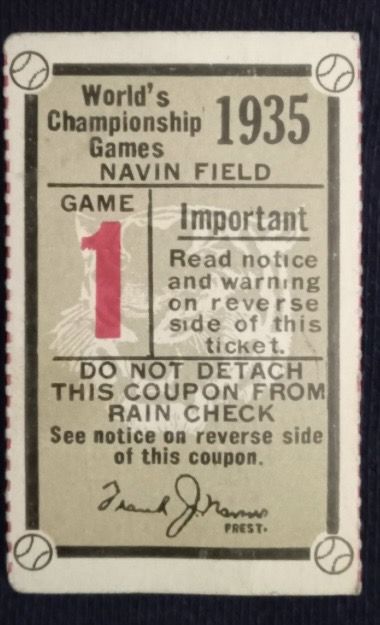 World's
Championship
Games
1935
NAVIN FIELD
GAME
1
Important
Read notice
and warning
on reverse
side of this
ticket.
DO NOT DETACH
THIS COUPON FROM
RAIN CHECK
See notice on reverse side
of this coupon.
Frank J. Navin
PREST.